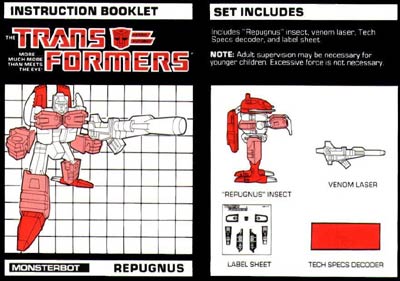 INSTRUCTION BOOKLET
THE TRANSFORMERS
MORE
MUCH MORE
THAN MEETS
THE EYE
MONSTERBOT REPUGNUS
SET INCLUDES
Includes "Repugnus" insect, venom laser, Tech
Specs decoder, and label sheet.
NOTE: Adult supervision may be necessary for
younger children. Excessive force is not necessary.
"REPUGNUS" INSECT
VENOM LASER
LABEL SHEET
TECH SPECS DECODER